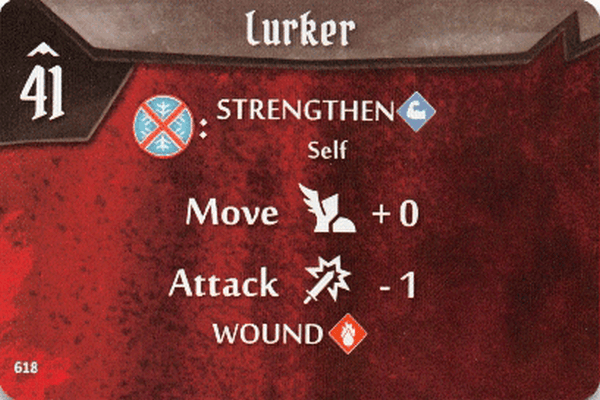 Lurker
41
: STRENGTHEN
Self
Move + 0
Attack - 1
WOUND
618